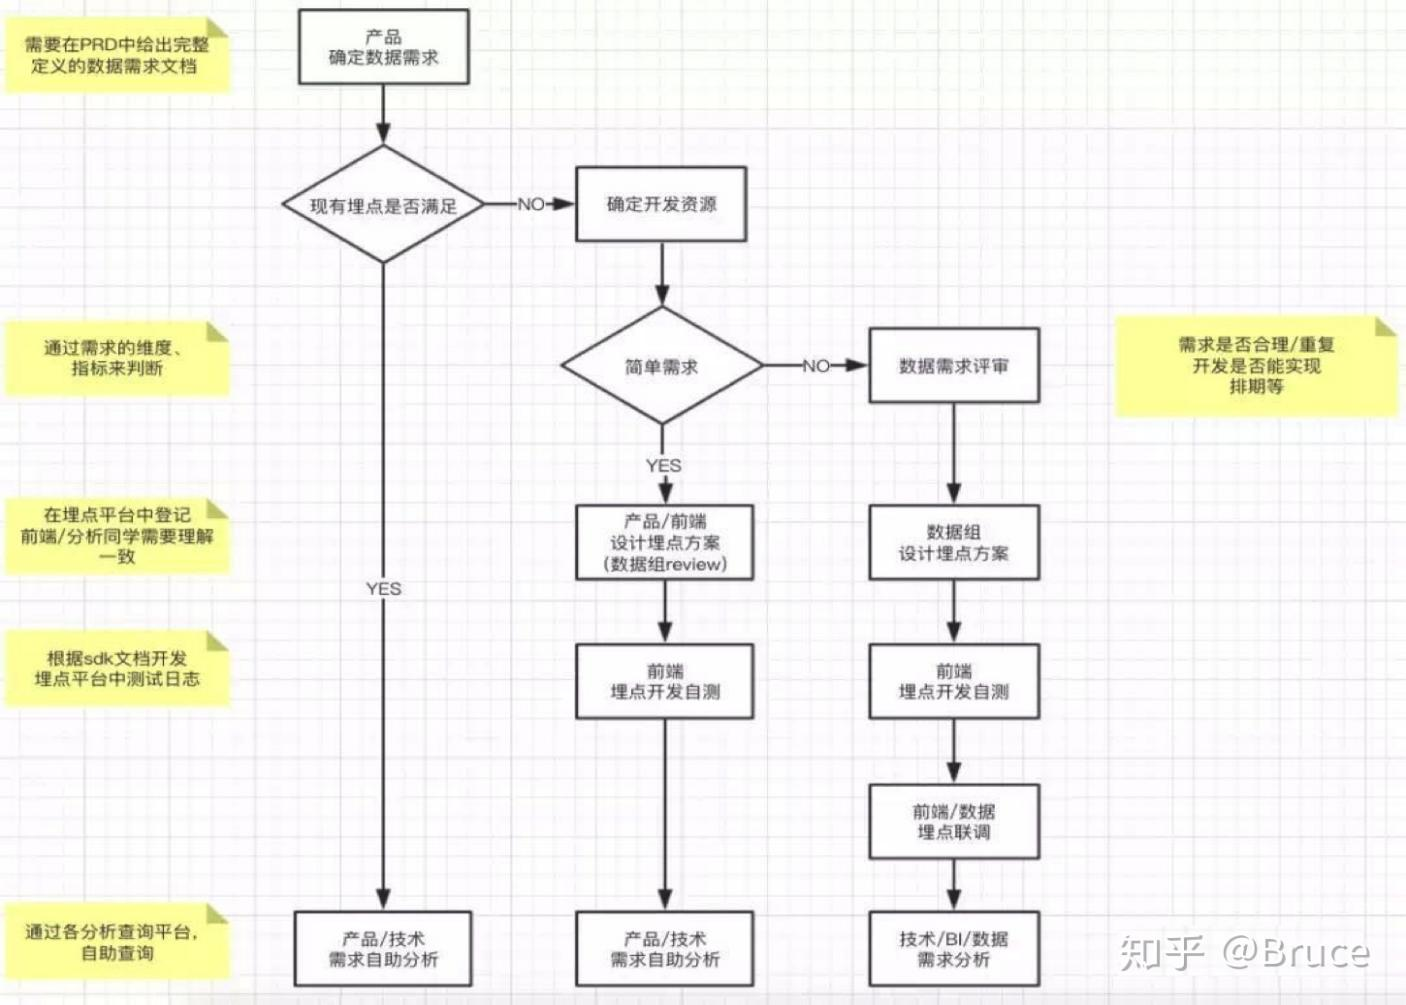 需要在PRD中给出完整
定义的数据需求文档
产品
确定数据需求
现有埋点是否满足
NO
确定开发资源
通过需求的维度、
指标来判断
简单需求
NO
数据需求评审
需求是否合理/重复
开发是否能实现
排期等
YES
在埋点平台中登记
前端/分析同学需要理解
一致
产品/前端
设计埋点方案
(数据组review)
数据组
设计埋点方案
YES
根据sdk文档开发
埋点平台中测试日志
前端
埋点开发自测
前端
埋点开发自测
前端/数据
埋点联调
通过各分析查询平台，
自助查询
产品/技术
需求自助分析
产品/技术
需求自助分析
技术/BI/数据
需求分析
知乎 @Bruce